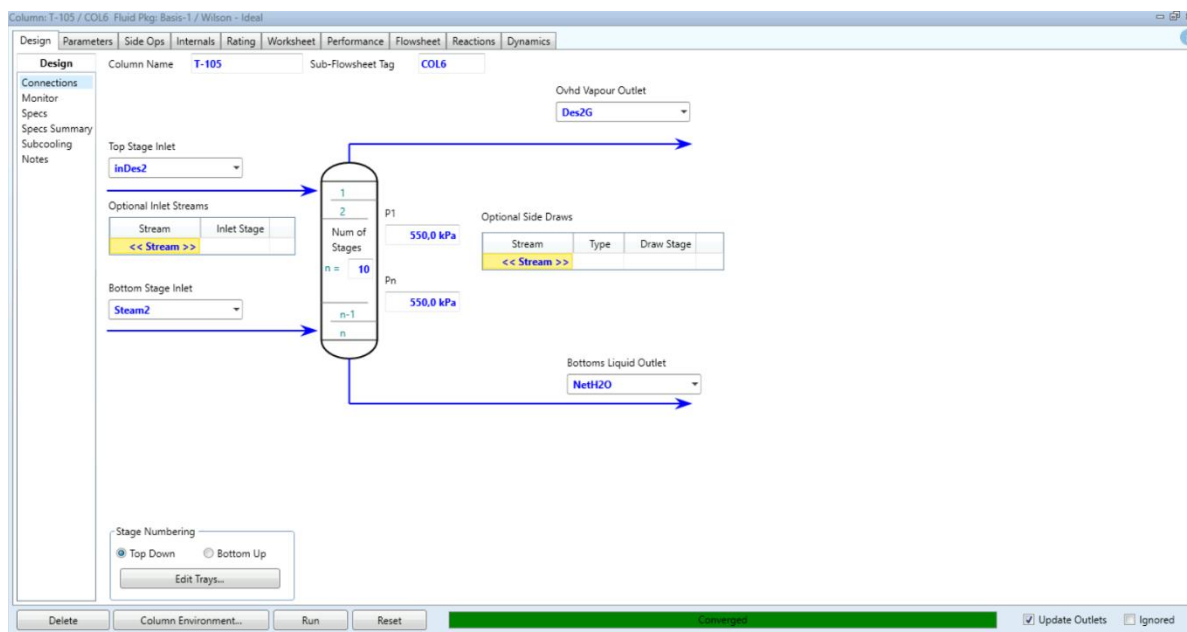 Column: T-105 / COL6 Fluid Pkg: Basis-1 / Wilson - Ideal
Design Parameters Side Ops Internals Rating Worksheet Performance Flowsheet Reactions Dynamics
Design
Connections
Monitor
Specs
Specs Summary
Subcooling
Notes
Column Name T-105 Sub-Flowsheet Tag COL6
Ovhd Vapour Outlet
Des2G
Top Stage Inlet
inDes2
Optional Inlet Streams
Stream Inlet Stage
<< Stream >>
Bottom Stage Inlet
Steam2
1
2
Num of
Stages
n = 10
n-1
n
P1
550,0 kPa
Pn
550,0 kPa
Optional Side Draws
Stream Type Draw Stage
<< Stream >>
Bottoms Liquid Outlet
NetH2O
Stage Numbering
Top Down Bottom Up
Edit Trays...
Delete Column Environment... Run Reset Converged Update Outlets Ignored